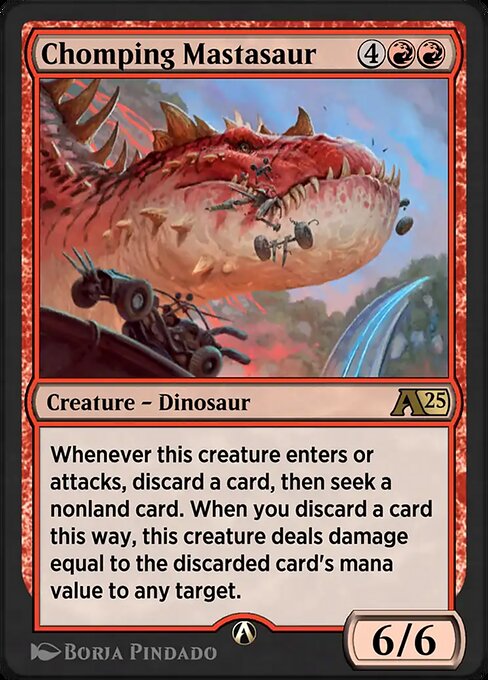 Chomping Mastasaur 4
Creature – Dinosaur A25
Whenever this creature enters or
attacks, discard a card, then seek a
nonland card. When you discard a card
this way, this creature deals damage
equal to the discarded card's mana
value to any target.
6/6
Borja Pindado